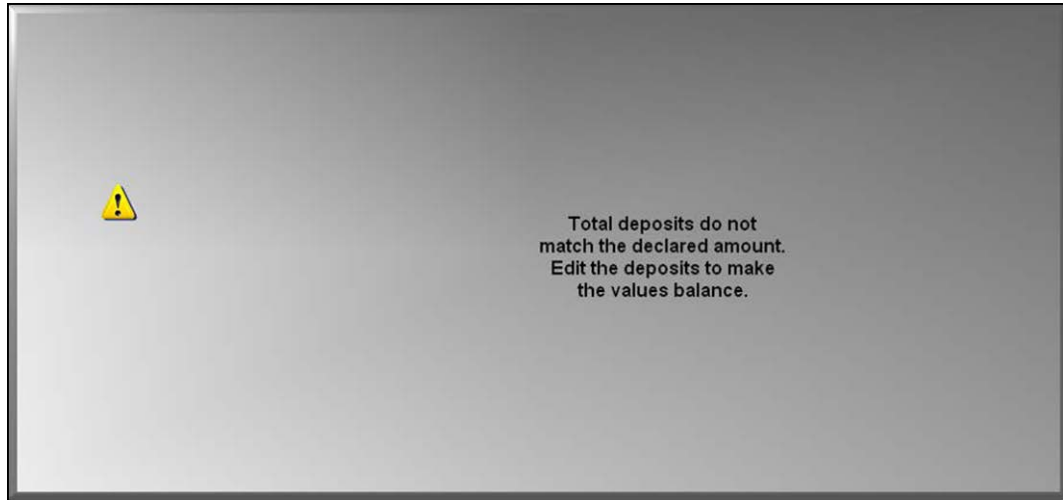 Total deposits do not
match the declared amount.
Edit the deposits to make
the values balance.